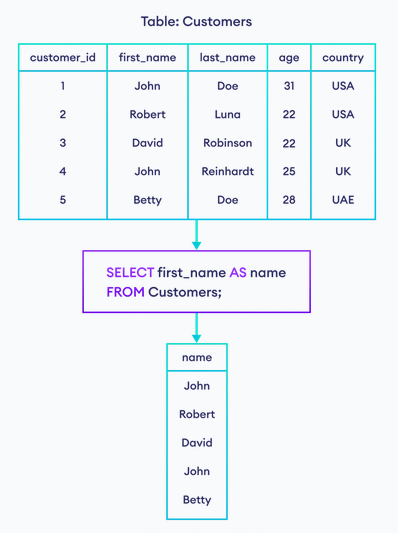 Table: Customers
customer_id first_name last_name age country
1 John Doe 31 USA
2 Robert Luna 22 USA
3 David Robinson 22 UK
4 John Reinhardt 25 UK
5 Betty Doe 28 UAE
SELECT first_name AS name
FROM Customers;
name
John
Robert
David
John
Betty